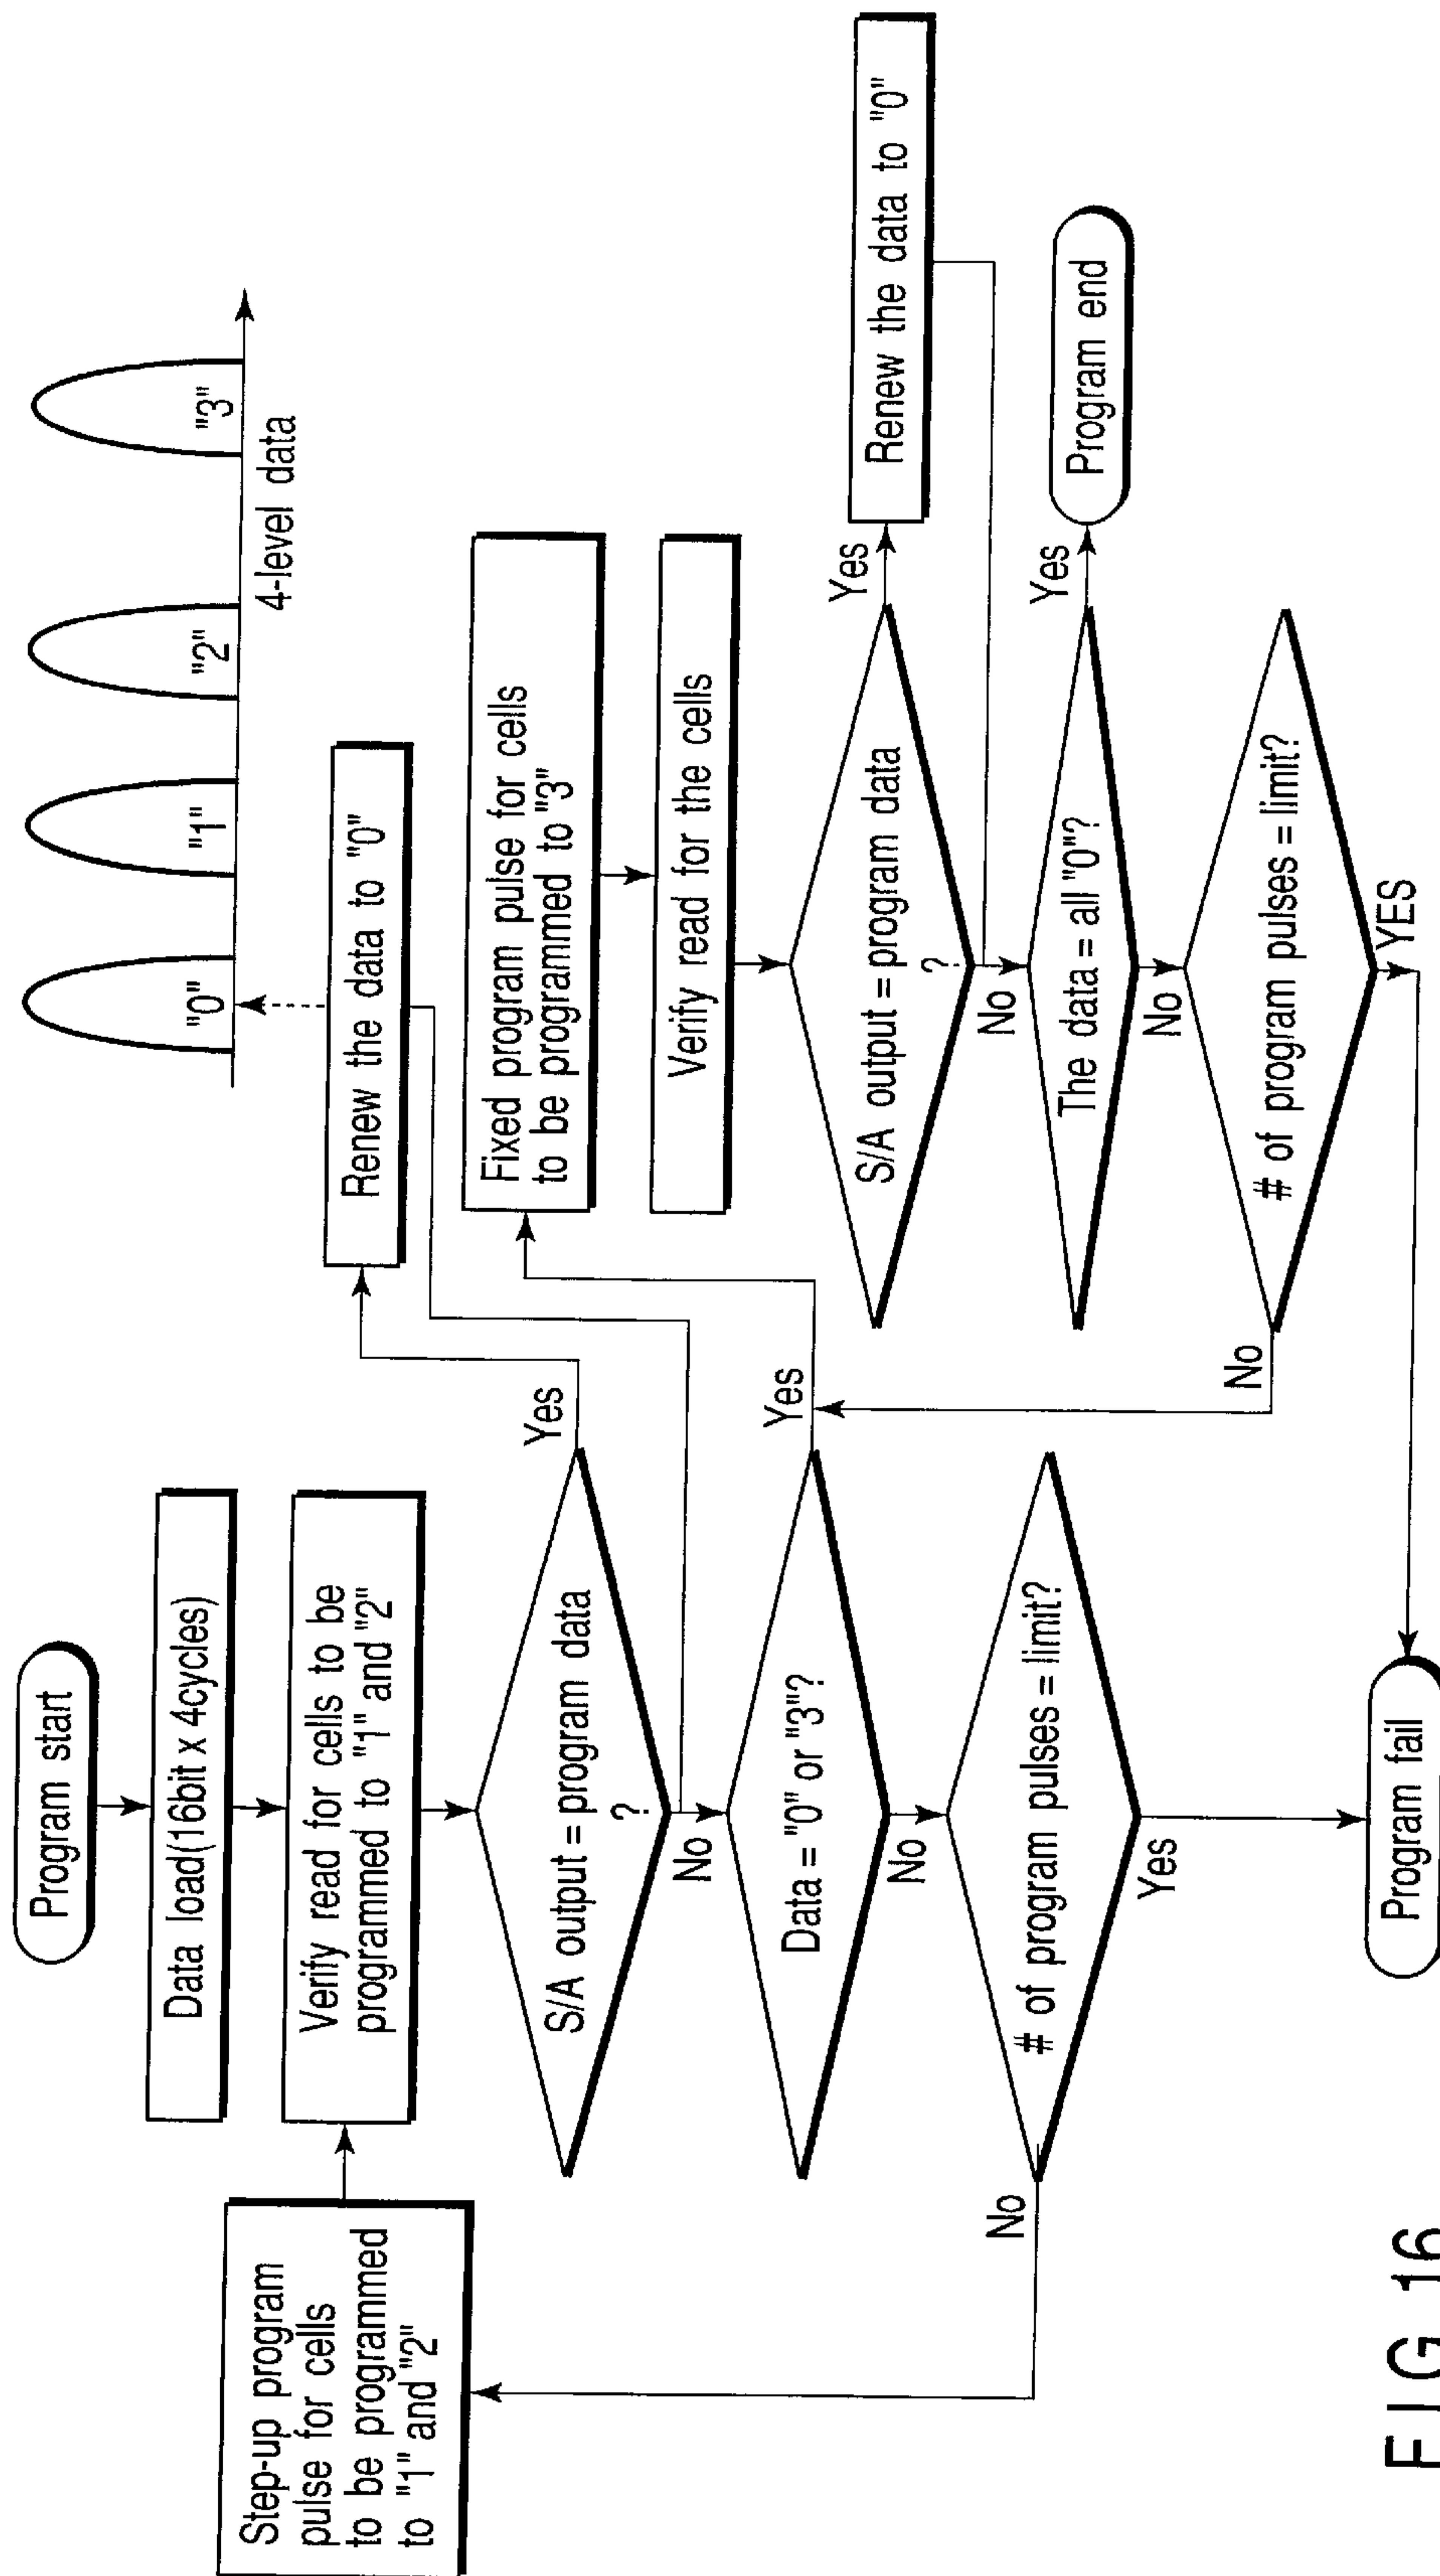 Program start
Data load(16bit x 4cycles)
Step-up program
pulse for cells
to be programmed
to "1" and "2"
Verify read for cells to be
programmed to "1" and "2"
S/A output = program data
?
Yes
No
Data = "0" or "3"?
Yes
No
# of program pulses = limit?
No
Yes
Program fail
"0"
"1"
"2"
"3"
4-level data
Renew the data to "0"
Fixed program pulse for cells
to be programmed to "3"
Verify read for the cells
S/A output = program data
?
Yes
Renew the data to "0"
No
The data = all "0"?
Yes
Program end
No
# of program pulses = limit?
No
YES
FIG. 16